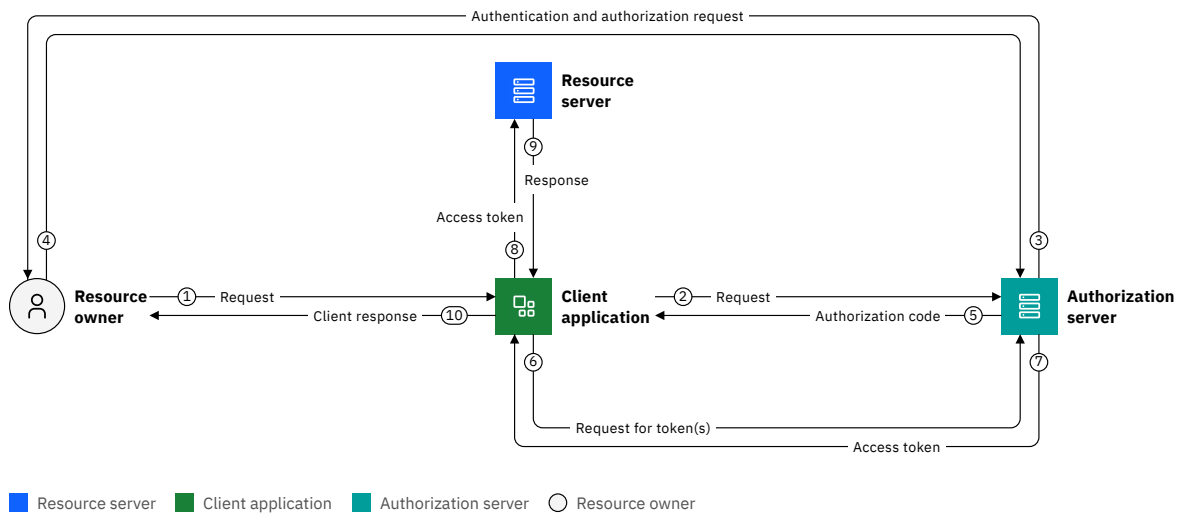 Authentication and authorization request
Resource
server
9
Response
Access token
4
8
3
Resource
owner
1
Request
Client
application
2
Request
Authorization
server
Client response
10
Authorization code
5
6
7
Request for token(s)
Access token
Resource server
Client application
Authorization server
Resource owner